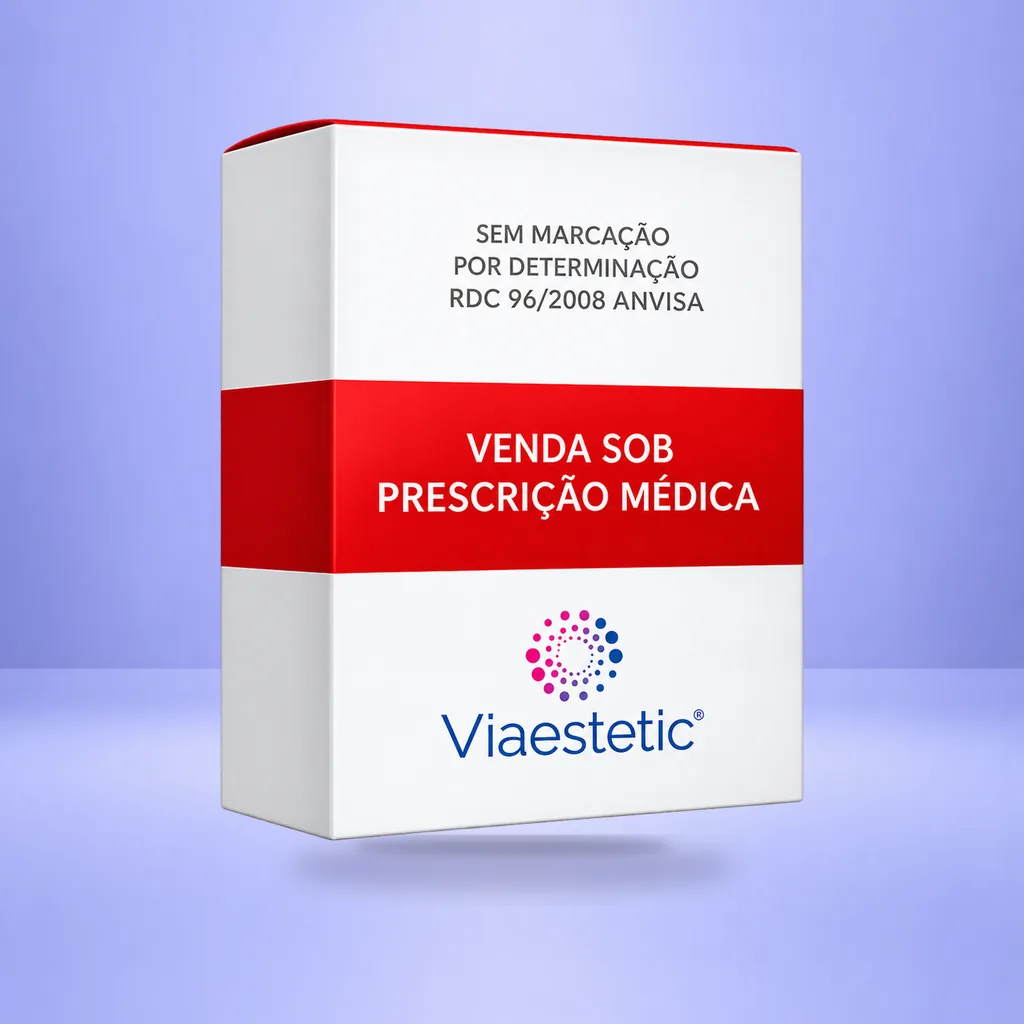 SEM MARCAÇÃO
POR DETERMINAÇÃO
RDC 96/2008 ANVISA
VENDA SOB
PRESCRIÇÃO MÉDICA
Viaestetic®